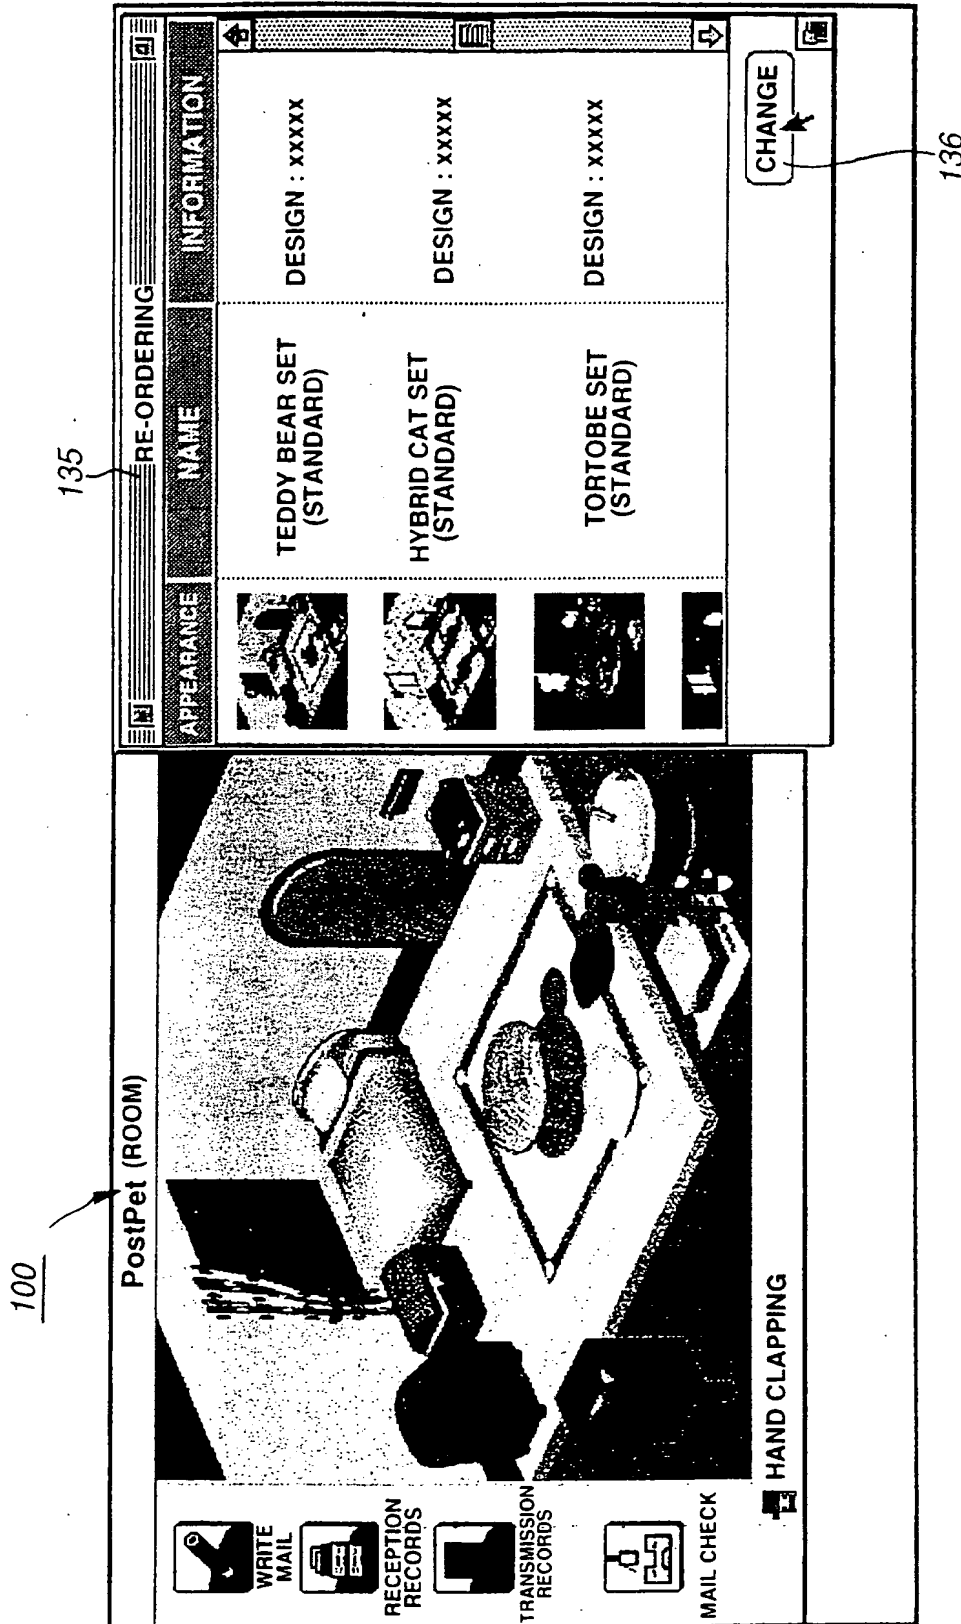 100
PostPet (ROOM)
WRITE
MAIL
RECEPTION
RECORDS
TRANSMISSION
RECORDS
MAIL CHECK
HAND CLAPPING
135
RE-ORDERING
APPEARANCE
NAME
INFORMATION
TEDDY BEAR SET
(STANDARD)
DESIGN : xxxxx
HYBRID CAT SET
(STANDARD)
DESIGN : xxxxx
TORTOBE SET
(STANDARD)
DESIGN : xxxxx
CHANGE
136